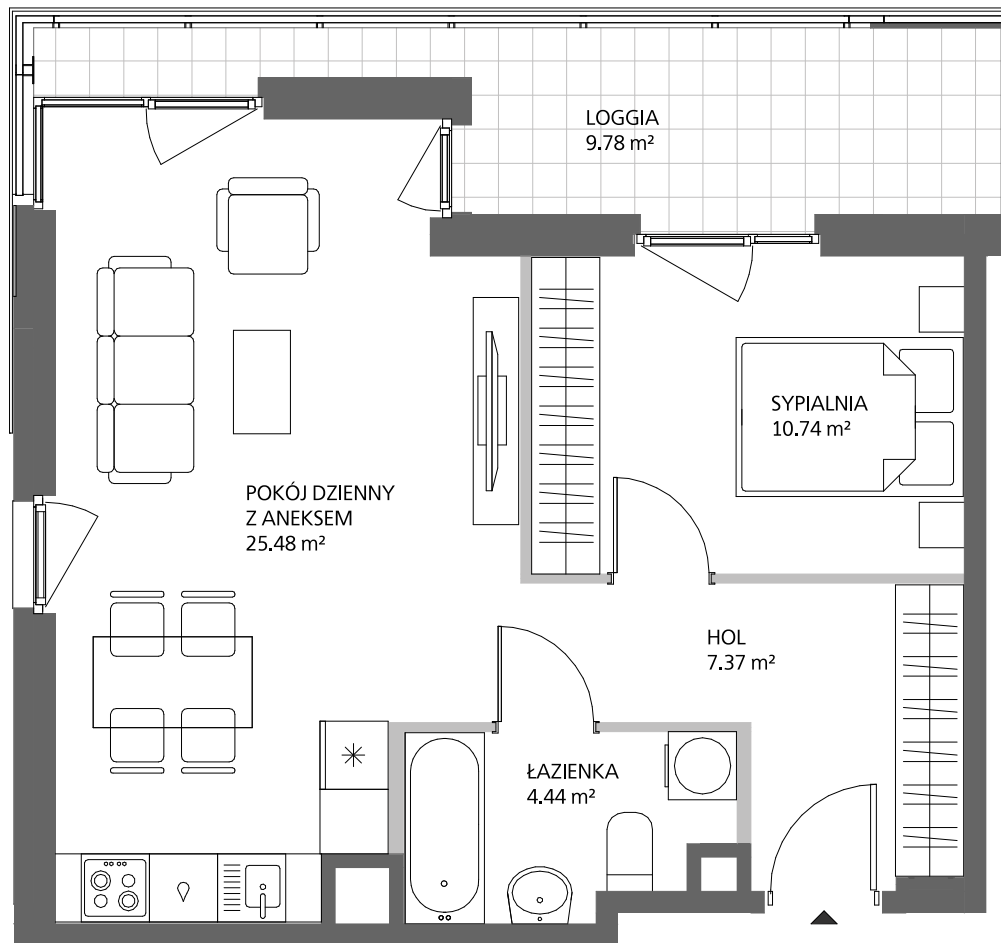 LOGGIA
9.78 m²
SYPIALNIA
10.74 m²
POKÓJ DZIENNY
Z ANEKSEM
25.48 m²
HOL
7.37 m²
ŁAZIENKA
4.44 m²